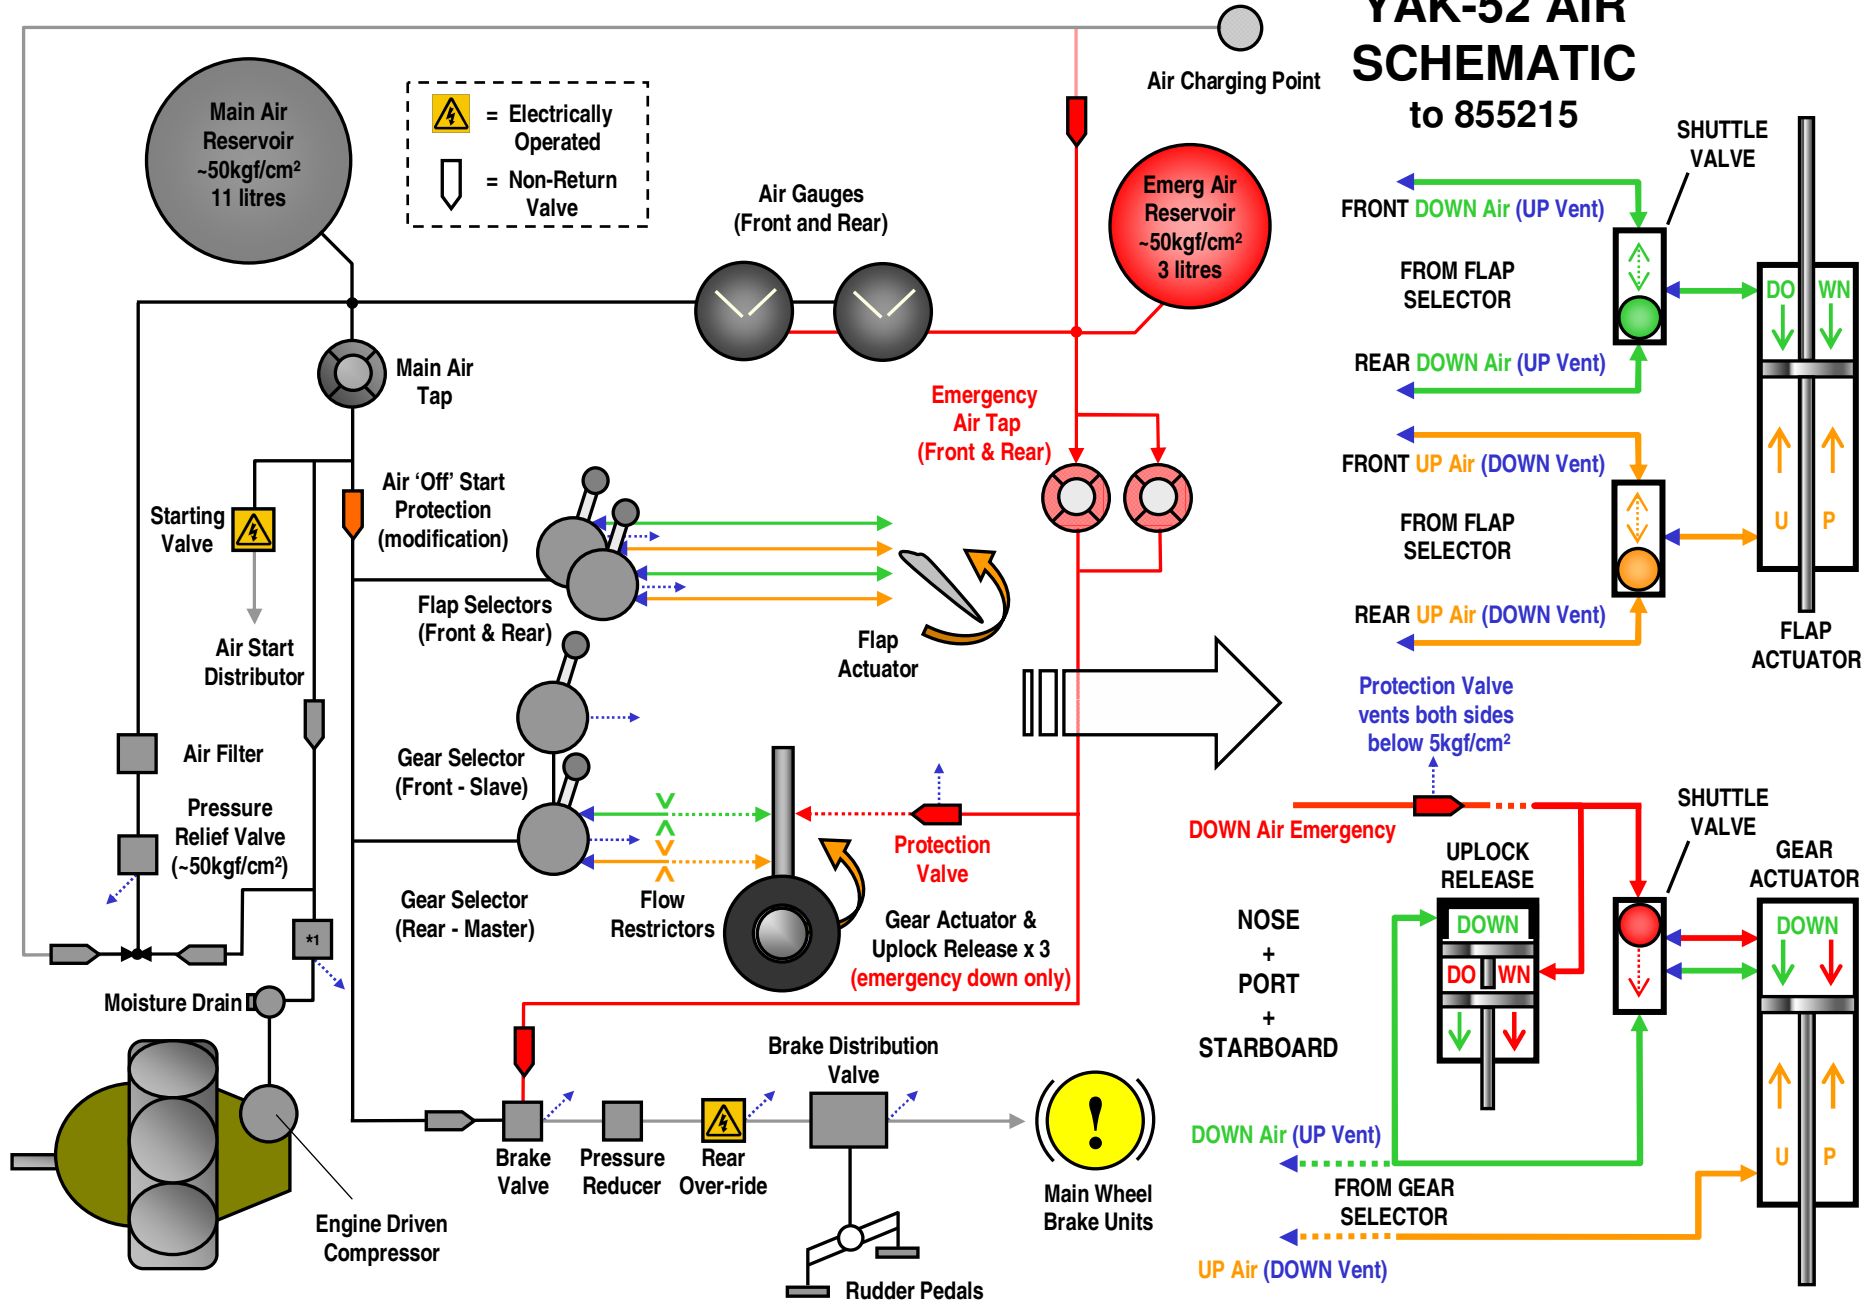 YAK-52 AIR
SCHEMATIC
to 855215
Air Charging Point
Main Air
Reservoir
~50kgf/cm²
11 litres
= Electrically
Operated
= Non-Return
Valve
Air Gauges
(Front and Rear)
Emerg Air
Reservoir
~50kgf/cm²
3 litres
Main Air
Tap
Emergency
Air Tap
(Front & Rear)
Starting
Valve
Air ‘Off’ Start
Protection
(modification)
Flap Selectors
(Front & Rear)
Flap
Actuator
Air Start
Distributor
Air Filter
Pressure
Relief Valve
(~50kgf/cm²)
Gear Selector
(Front - Slave)
Gear Selector
(Rear - Master)
Flow
Restrictors
Protection
Valve
Gear Actuator &
Uplock Release x 3
(emergency down only)
*1
Moisture Drain
Engine Driven
Compressor
Brake
Valve
Pressure
Reducer
Rear
Over-ride
Brake Distribution
Valve
!
Main Wheel
Brake Units
Rudder Pedals
SHUTTLE
VALVE
FRONT DOWN Air (UP Vent)
FROM FLAP
SELECTOR
REAR DOWN Air (UP Vent)
DO WN
FRONT UP Air (DOWN Vent)
FROM FLAP
SELECTOR
REAR UP Air (DOWN Vent)
U P
FLAP
ACTUATOR
Protection Valve
vents both sides
below 5kgf/cm²
DOWN Air Emergency
SHUTTLE
VALVE
UPLOCK
RELEASE
GEAR
ACTUATOR
DOWN
DO WN
DOWN
NOSE
+
PORT
+
STARBOARD
DOWN Air (UP Vent)
FROM GEAR
SELECTOR
UP Air (DOWN Vent)
U P